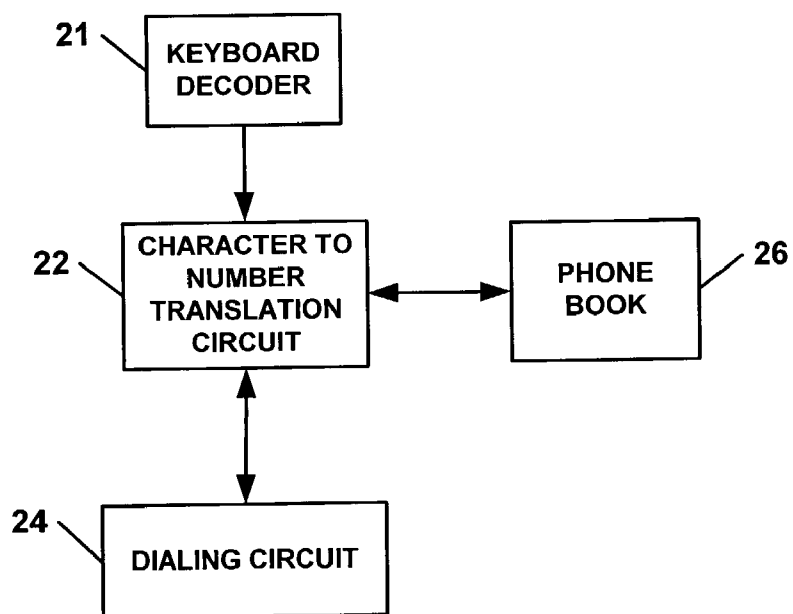 21
KEYBOARD
DECODER
22
CHARACTER TO
NUMBER
TRANSLATION
CIRCUIT
PHONE
BOOK
26
24
DIALING CIRCUIT